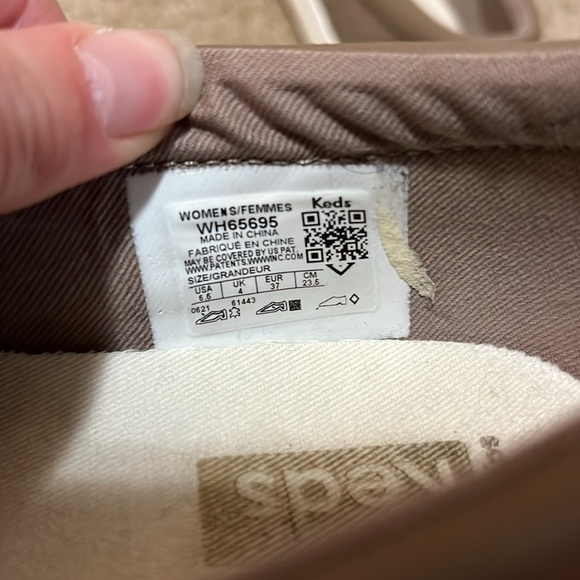 WOMENS/FEMMES Keds
WH65695
MADE IN CHINA
FABRIQUÉ EN CHINE
MAY BE COVERED BY US PAT.
WWW.PATENTS.WWWINC.COM
SIZE/GRANDEUR
USA UK EUR CM
6.5 4 37 23.5
0621 61443
Keds